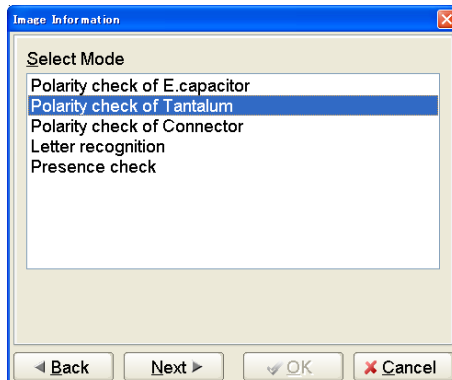 Image Information
Select Mode
Polarity check of E.capacitor
Polarity check of Tantalum
Polarity check of Connector
Letter recognition
Presence check
Back Next OK Cancel